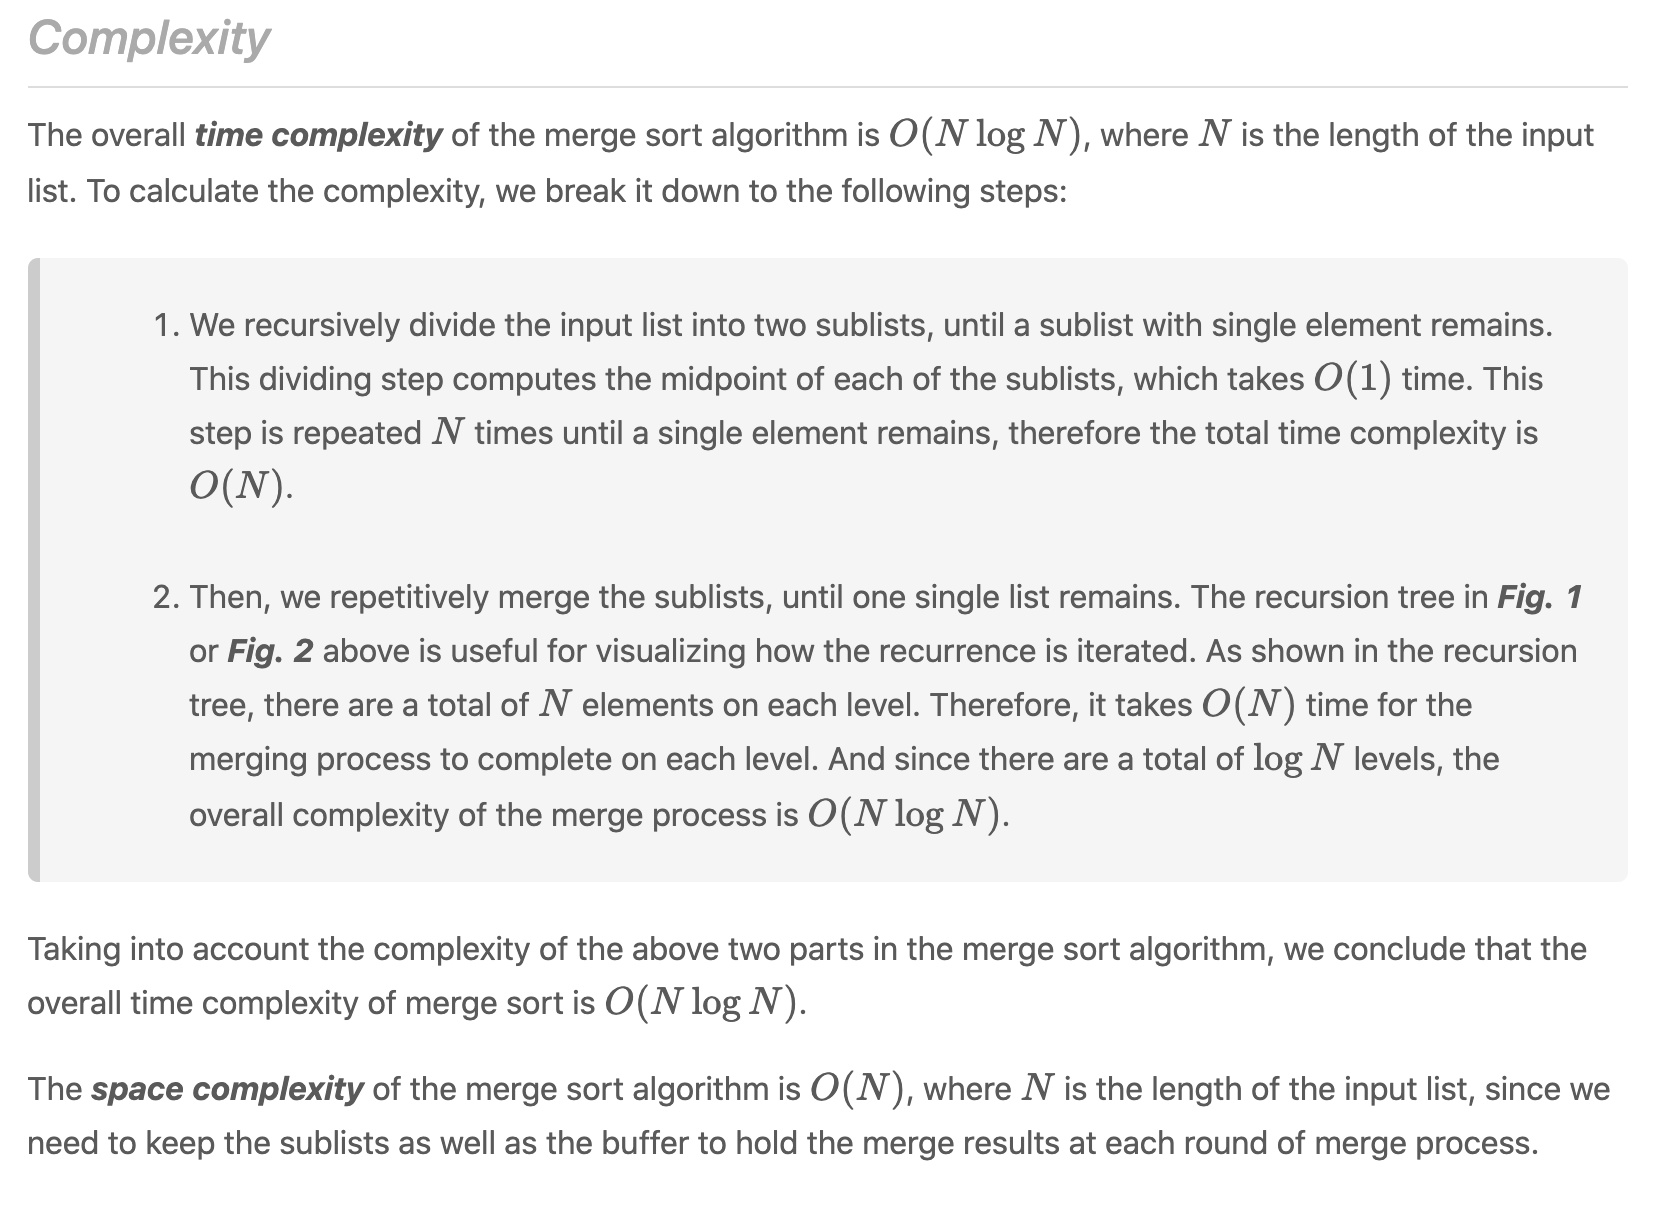 Complexity
The overall time complexity of the merge sort algorithm is O(N log N), where N is the length of the input
list. To calculate the complexity, we break it down to the following steps:
1. We recursively divide the input list into two sublists, until a sublist with single element remains.
This dividing step computes the midpoint of each of the sublists, which takes O(1) time. This
step is repeated N times until a single element remains, therefore the total time complexity is
O(N).
2. Then, we repetitively merge the sublists, until one single list remains. The recursion tree in Fig. 1
or Fig. 2 above is useful for visualizing how the recurrence is iterated. As shown in the recursion
tree, there are a total of N elements on each level. Therefore, it takes O(N) time for the
merging process to complete on each level. And since there are a total of log N levels, the
overall complexity of the merge process is O(N log N).
Taking into account the complexity of the above two parts in the merge sort algorithm, we conclude that the
overall time complexity of merge sort is O(N log N).
The space complexity of the merge sort algorithm is O(N), where N is the length of the input list, since we
need to keep the sublists as well as the buffer to hold the merge results at each round of merge process.